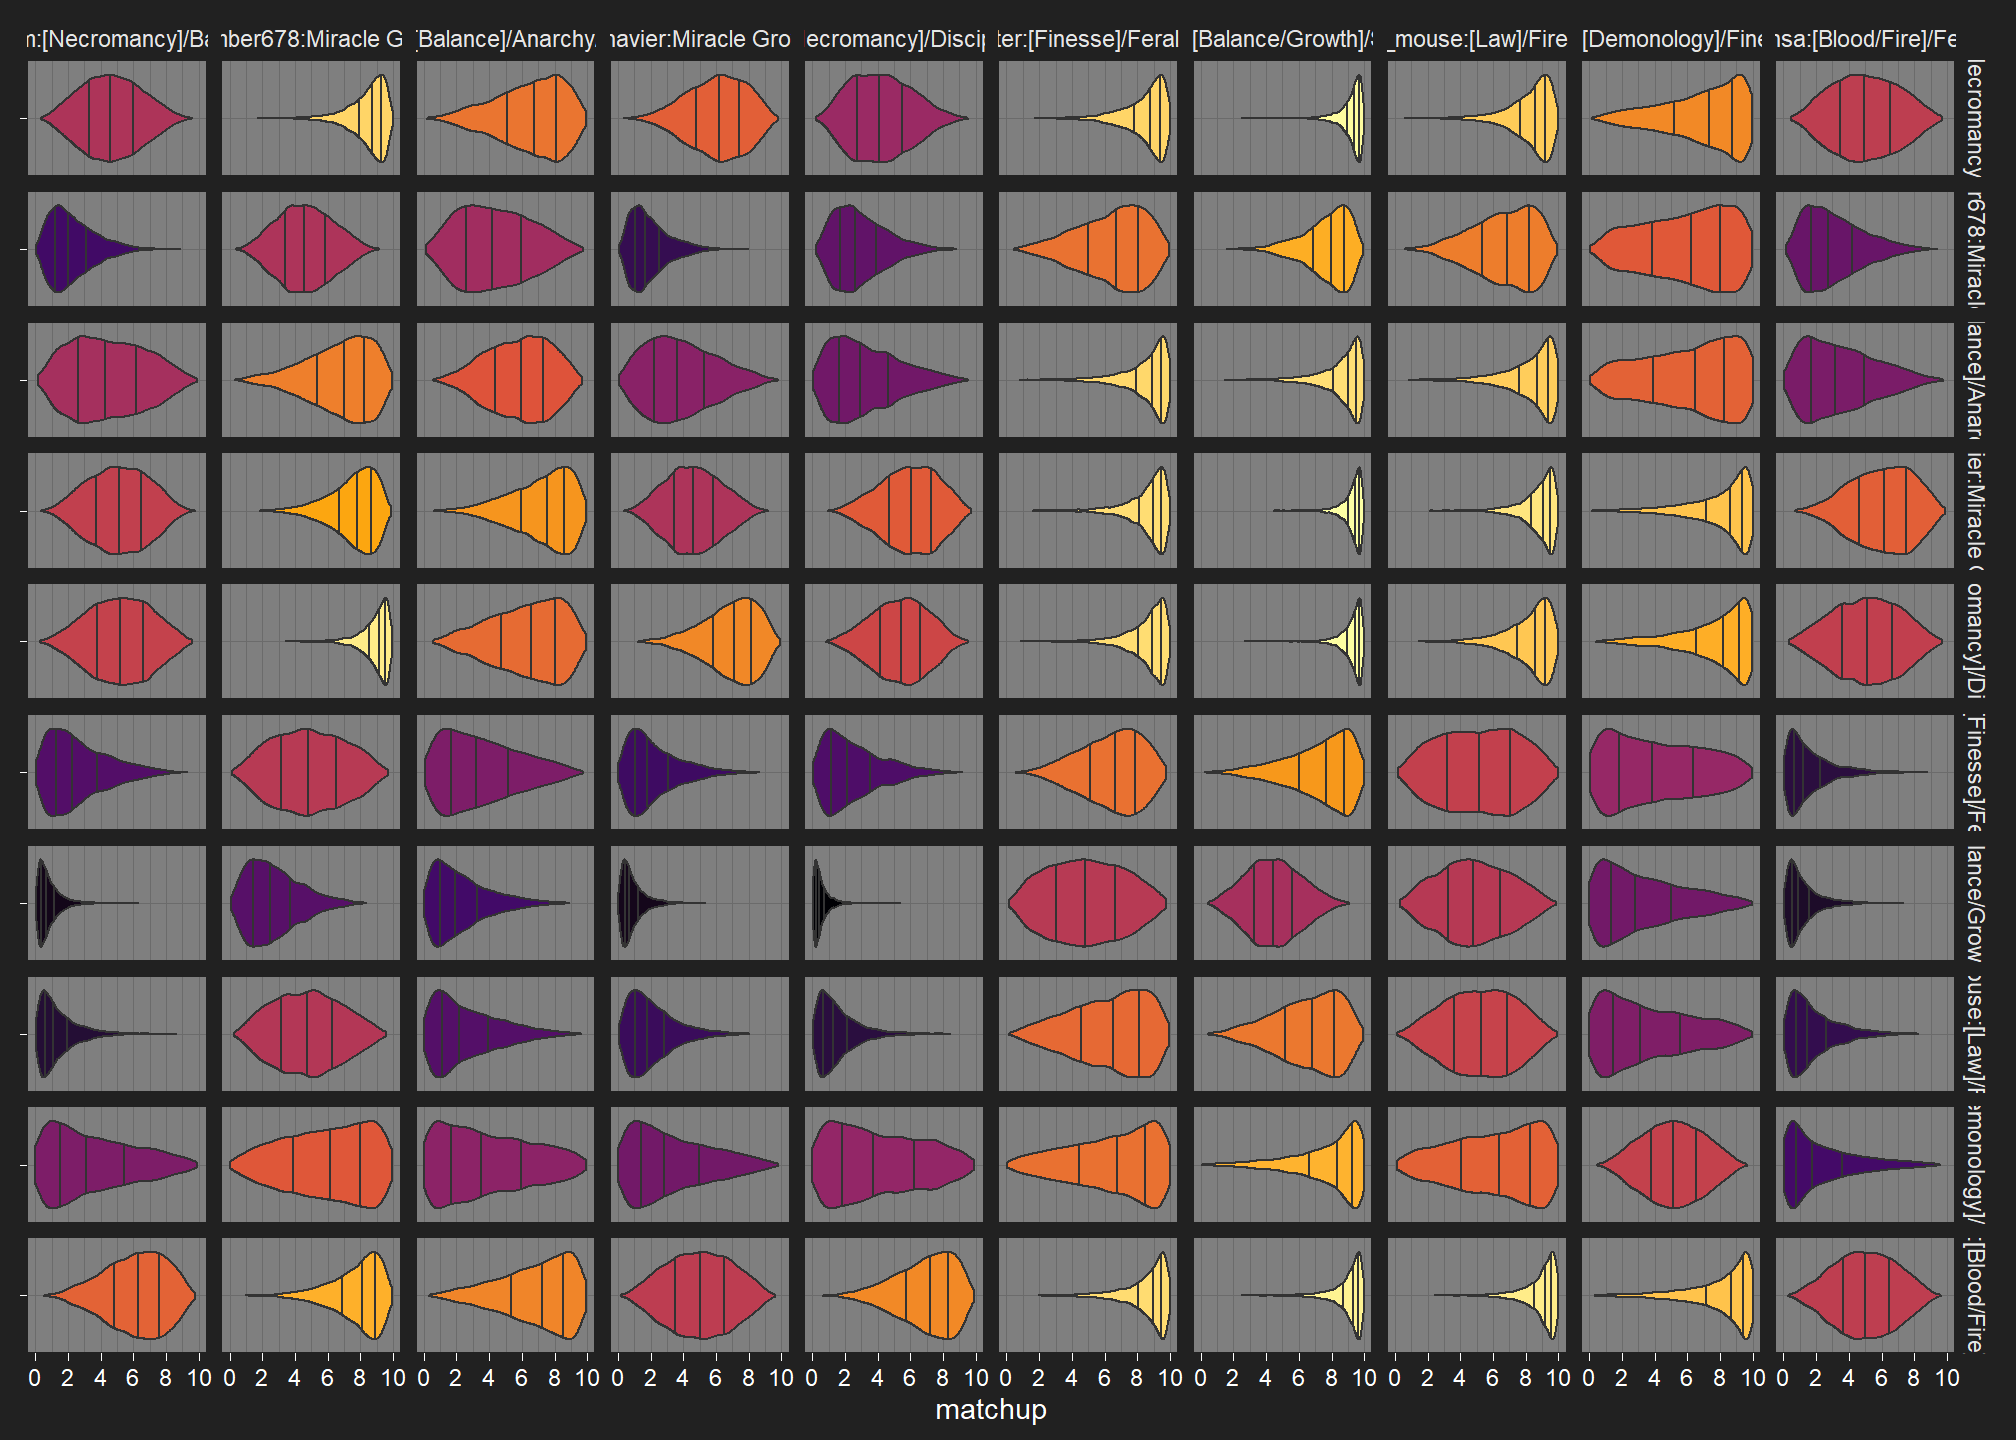 n:[Necromancy]/Ba nber678:Miracle G [Balance]/Anarchy. navier:Miracle Gro lecromancy]/Discip ter:[Finesse]/Feral [Balance/Growth]/S _mouse:[Law]/Fire [Demonology]/Fine nsa:[Blood/Fire]/Fe
lecromancy
r678:Miracle
lance]/Anarc
ier:Miracle G
omancy]/Di
[Finesse]/Fe
lance/Grow
ouse:[Law]/F
emonology]/
:[Blood/Fire
0 2 4 6 8 10 0 2 4 6 8 10 0 2 4 6 8 10 0 2 4 6 8 10 0 2 4 6 8 10 0 2 4 6 8 10 0 2 4 6 8 10 0 2 4 6 8 10 0 2 4 6 8 10 0 2 4 6 8 10
matchup